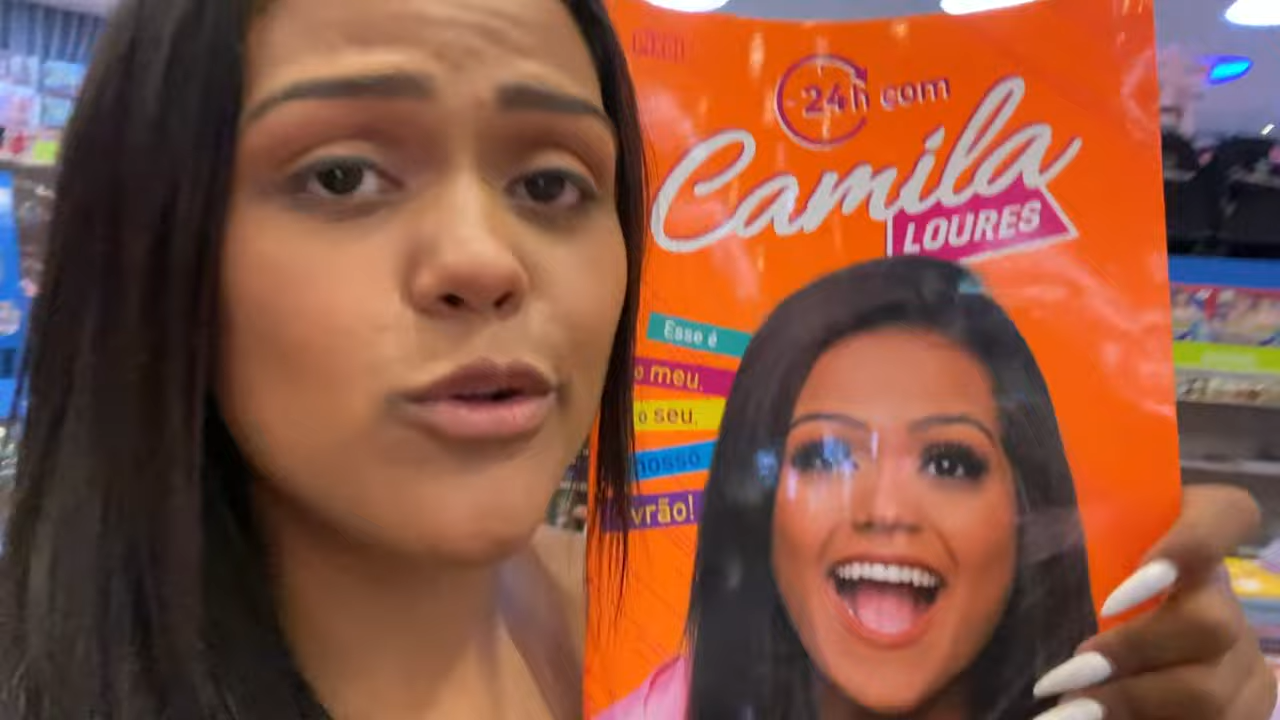 24h com
Camila
LOURES
Esse é
o meu,
o seu,
nosso
vrão!